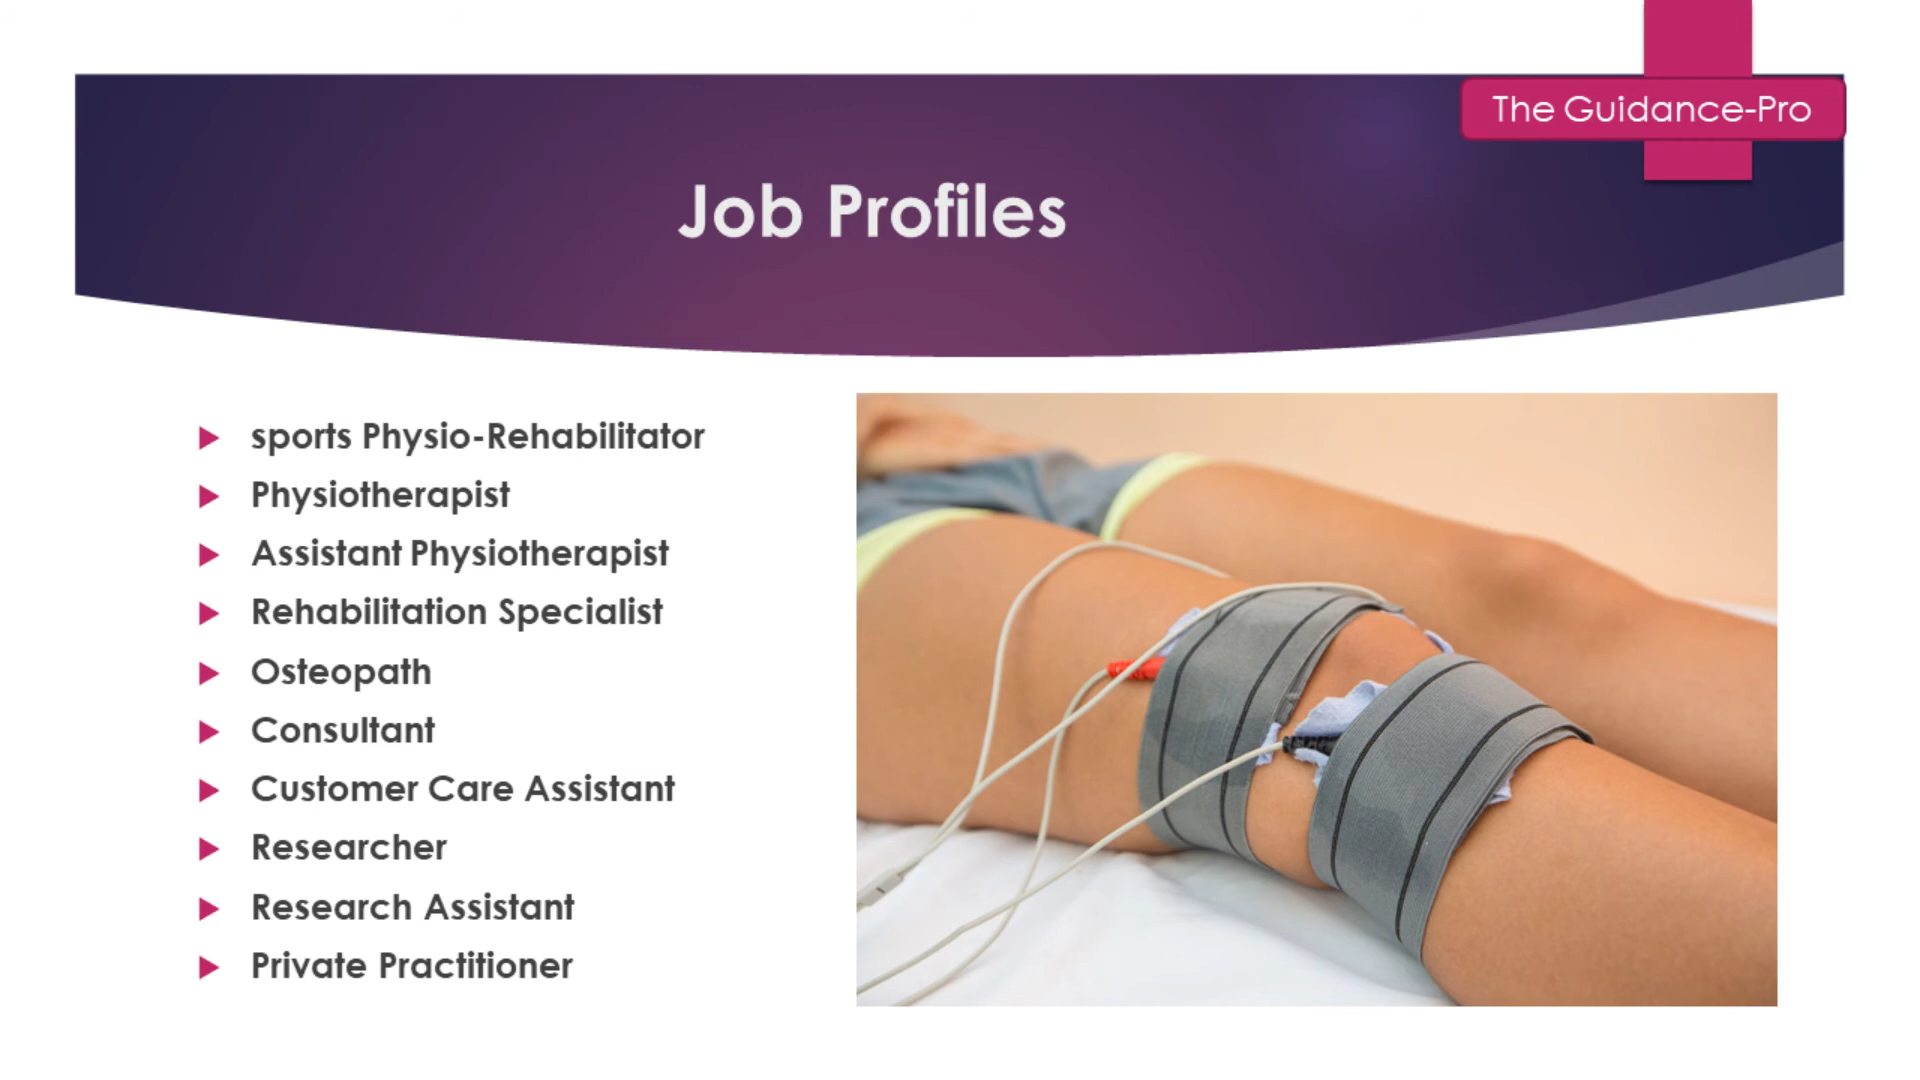 The Guidance-Pro
Job Profiles
sports Physio-Rehabilitator
Physiotherapist
Assistant Physiotherapist
Rehabilitation Specialist
Osteopath
Consultant
Customer Care Assistant
Researcher
Research Assistant
Private Practitioner